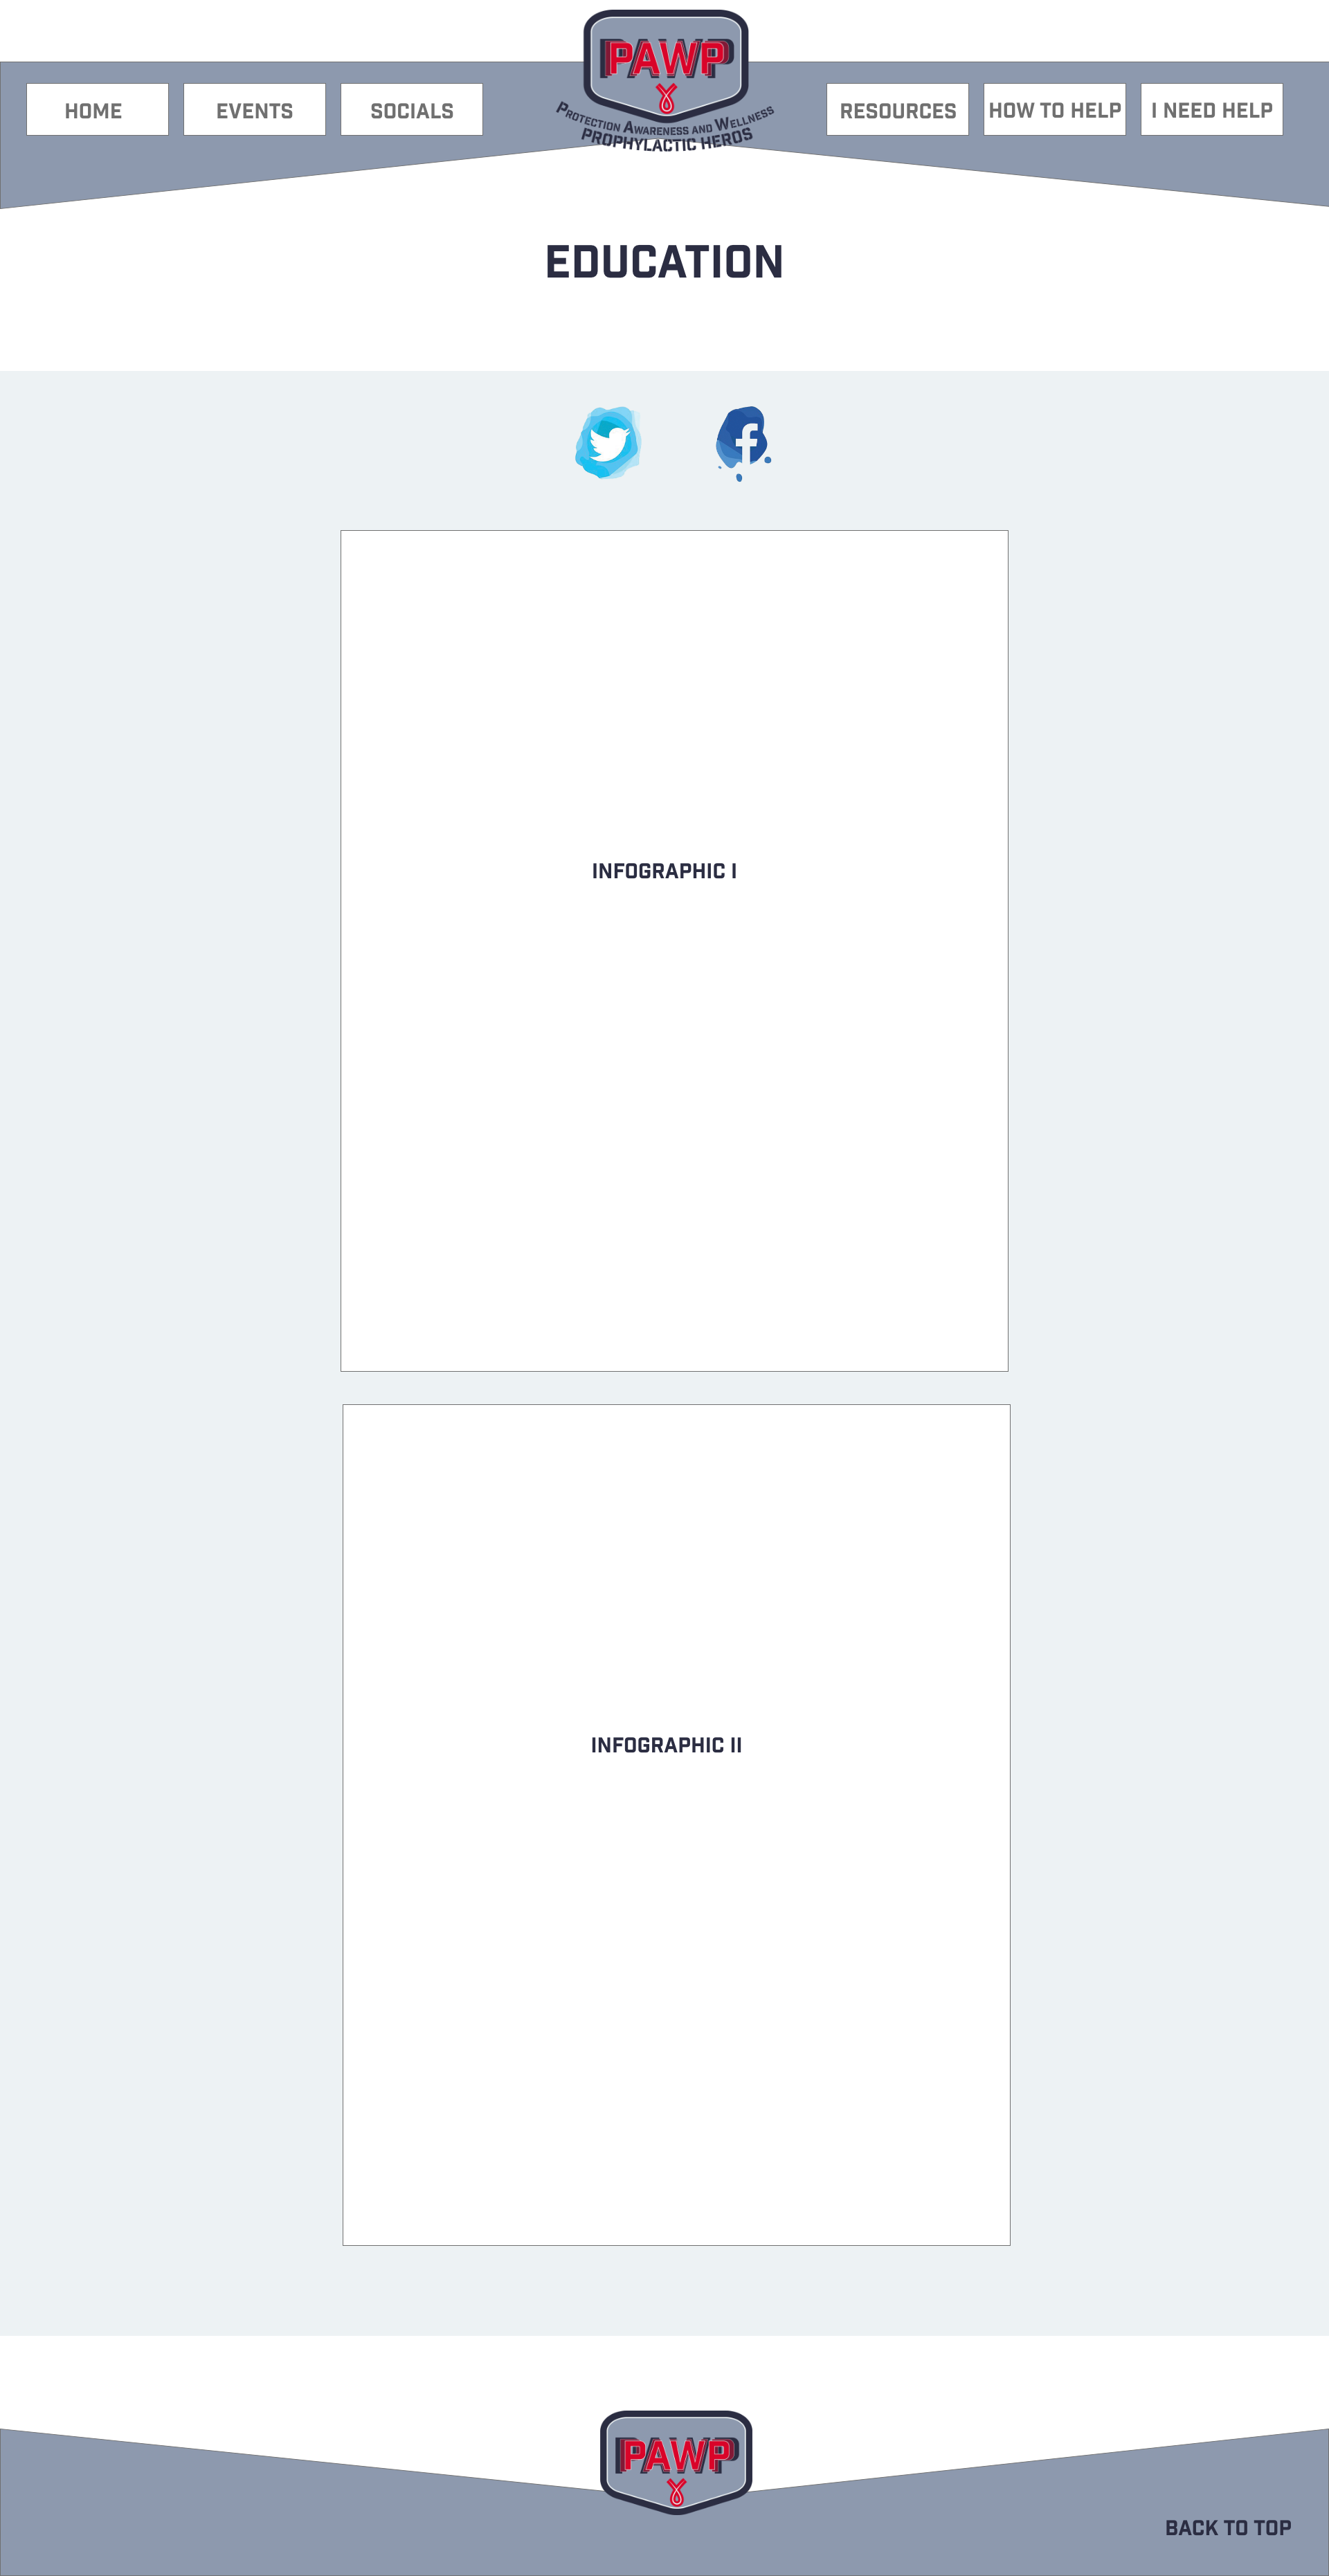 PAWP
HOME
EVENTS
SOCIALS
RESOURCES
HOW TO HELP
I NEED HELP
PROTECTION AWARENESS AND WELLNESS
PROPHYLACTIC HEROS
EDUCATION
INFOGRAPHIC I
INFOGRAPHIC II
PAWP
BACK TO TOP